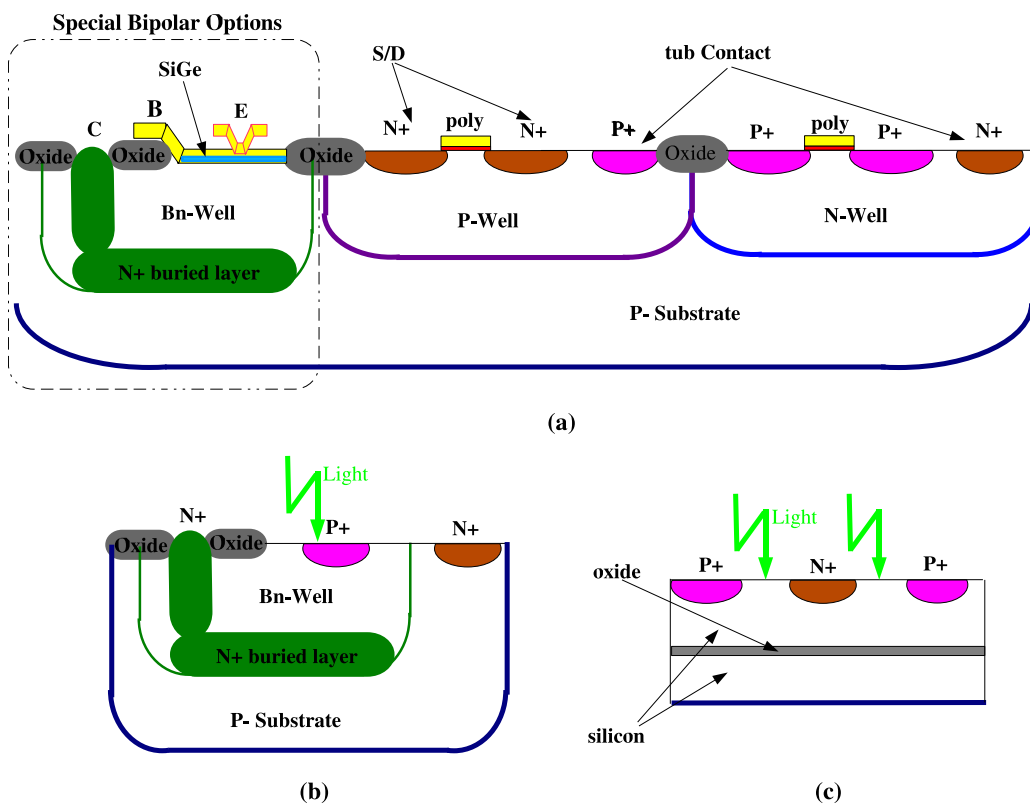 Special Bipolar Options
SiGe
S/D
tub Contact
B
E
C
N+
poly
N+
P+
P+
poly
P+
N+
Oxide
Oxide
Oxide
Oxide
Bn-Well
P-Well
N-Well
N+ buried layer
P- Substrate
(a)
Light
N+
P+
N+
Oxide
Oxide
Bn-Well
N+ buried layer
P- Substrate
(b)
Light
P+
N+
P+
oxide
silicon
(c)